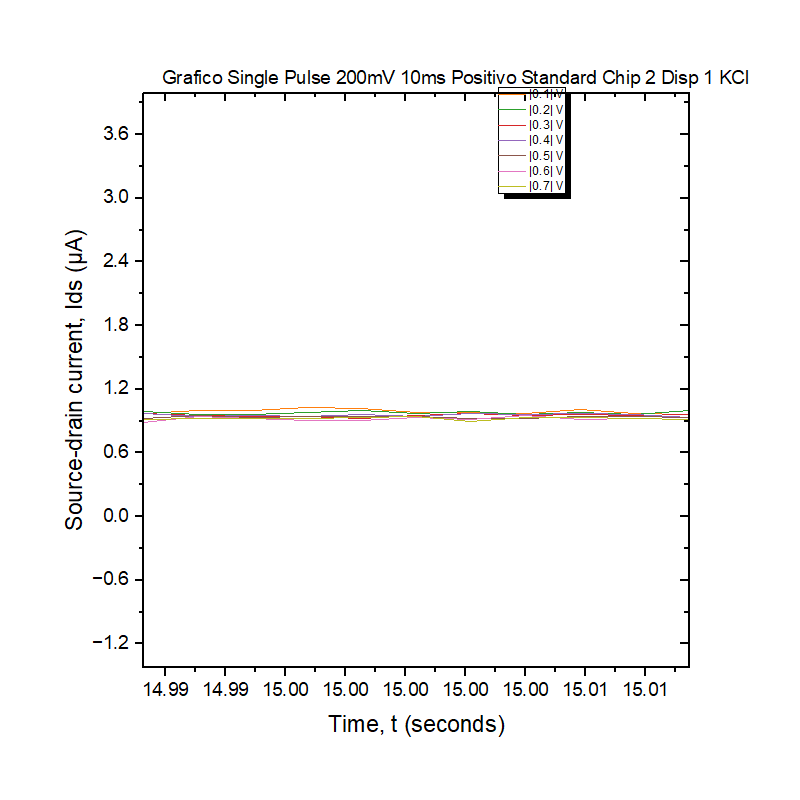 Grafico Single Pulse 200mV 10ms Positivo Standard Chip 2 Disp 1 KCl
|0.1| V
|0.2| V
|0.3| V
|0.4| V
|0.5| V
|0.6| V
|0.7| V
3.6
3.0
2.4
1.8
1.2
0.6
0.0
−0.6
−1.2
Source-drain current, Ids (μA)
14.99 14.99 15.00 15.00 15.00 15.00 15.00 15.01 15.01
Time, t (seconds)